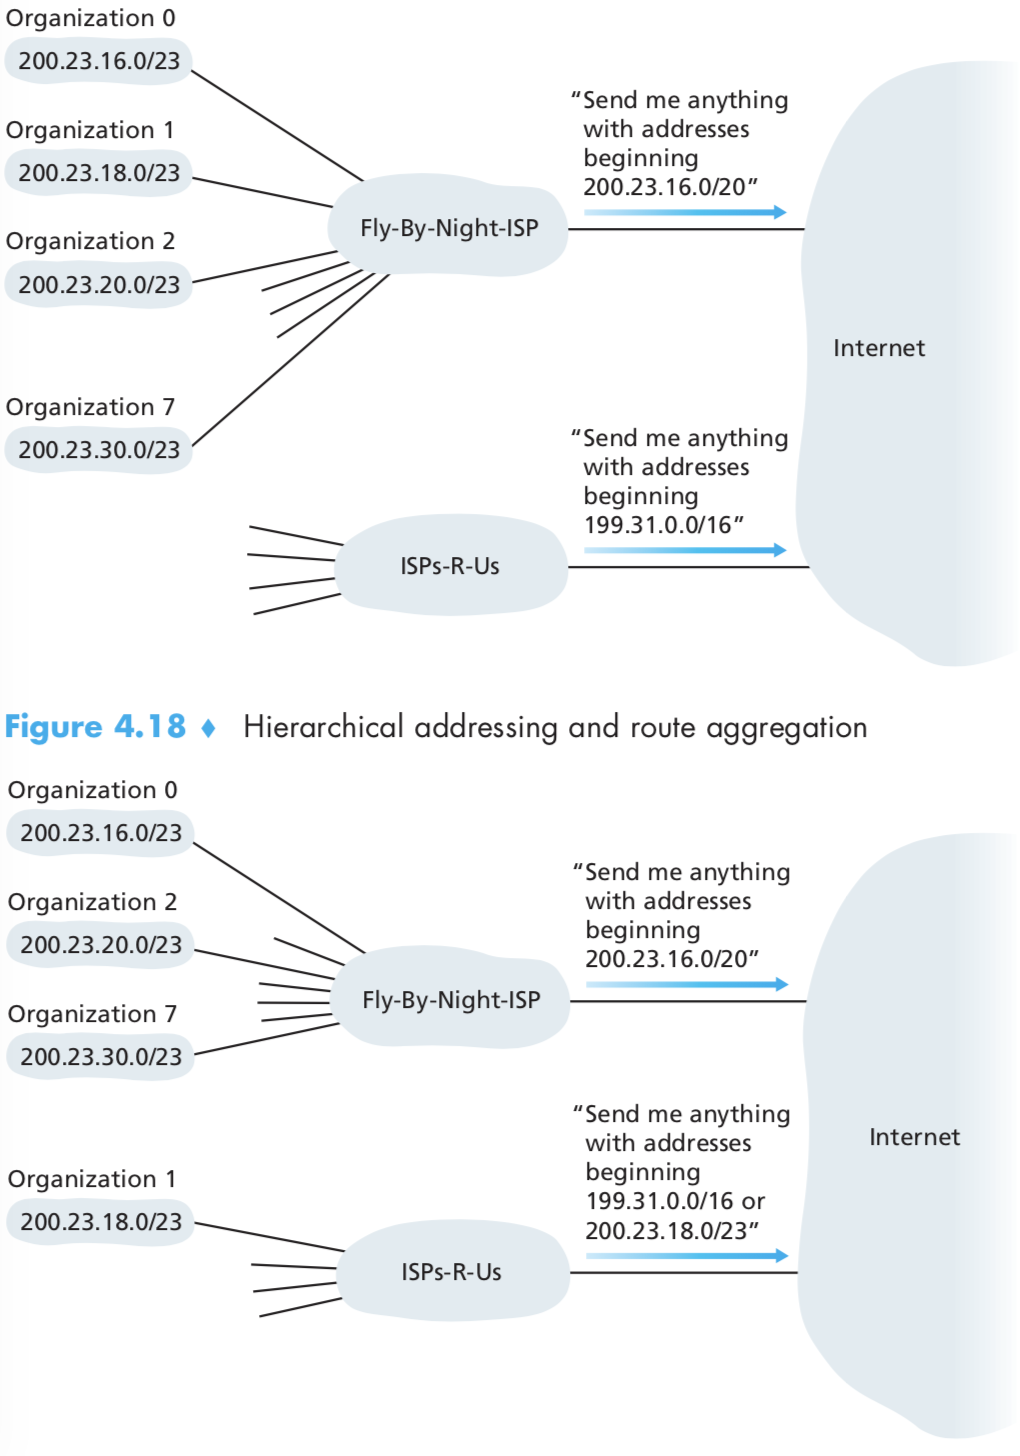 Organization 0
200.23.16.0/23
Organization 1
200.23.18.0/23
Organization 2
200.23.20.0/23
Organization 7
200.23.30.0/23
Fly-By-Night-ISP
“Send me anything
with addresses
beginning
200.23.16.0/20”
Internet
“Send me anything
with addresses
beginning
199.31.0.0/16”
ISPs-R-Us
Figure 4.18 ♦ Hierarchical addressing and route aggregation
Organization 0
200.23.16.0/23
Organization 2
200.23.20.0/23
Organization 7
200.23.30.0/23
Fly-By-Night-ISP
“Send me anything
with addresses
beginning
200.23.16.0/20”
Internet
Organization 1
200.23.18.0/23
ISPs-R-Us
“Send me anything
with addresses
beginning
199.31.0.0/16 or
200.23.18.0/23”